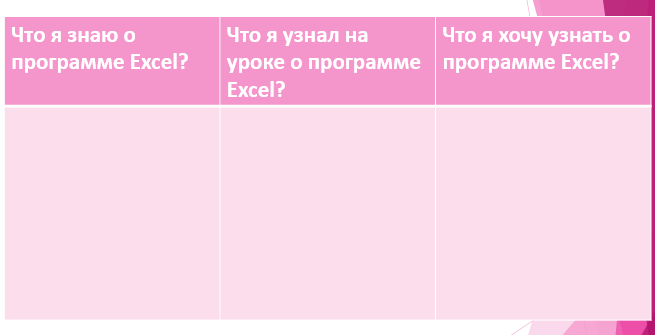 Что я знаю о
программе Excel?
Что я узнал на
уроке о программе
Excel?
Что я хочу узнать о
программе Excel?